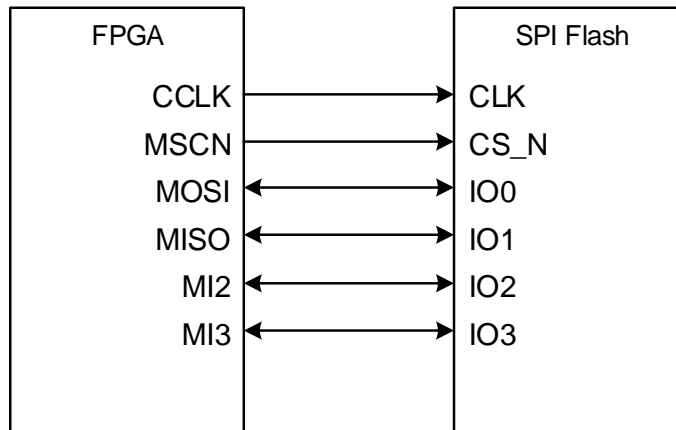 FPGA SPI Flash
CCLK CLK
MSCN CS_N
MOSI IO0
MISO IO1
MI2 IO2
MI3 IO3